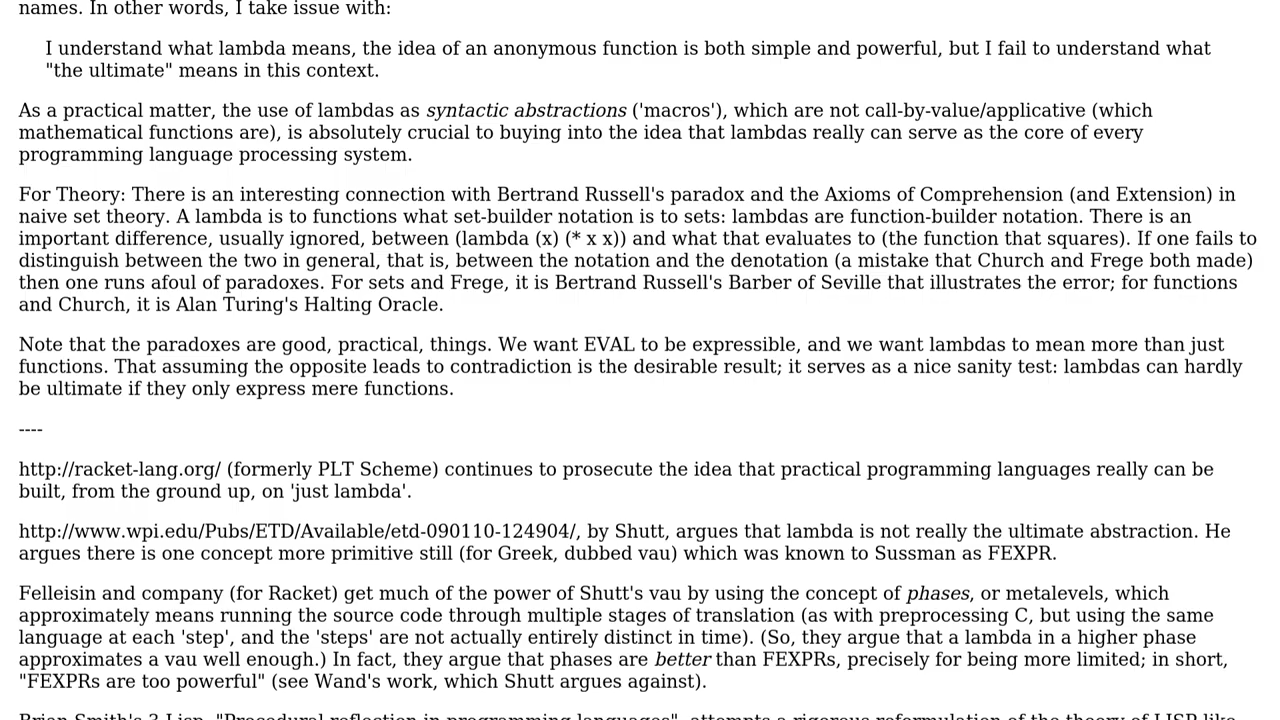 names. In other words, I take issue with:
I understand what lambda means, the idea of an anonymous function is both simple and powerful, but I fail to understand what
"the ultimate" means in this context.
As a practical matter, the use of lambdas as syntactic abstractions ('macros'), which are not call-by-value/applicative (which
mathematical functions are), is absolutely crucial to buying into the idea that lambdas really can serve as the core of every
programming language processing system.
For Theory: There is an interesting connection with Bertrand Russell's paradox and the Axioms of Comprehension (and Extension) in
naive set theory. A lambda is to functions what set-builder notation is to sets: lambdas are function-builder notation. There is an
important difference, usually ignored, between (lambda (x) (* x x)) and what that evaluates to (the function that squares). If one fails to
distinguish between the two in general, that is, between the notation and the denotation (a mistake that Church and Frege both made)
then one runs afoul of paradoxes. For sets and Frege, it is Bertrand Russell's Barber of Seville that illustrates the error; for functions
and Church, it is Alan Turing's Halting Oracle.
Note that the paradoxes are good, practical, things. We want EVAL to be expressible, and we want lambdas to mean more than just
functions. That assuming the opposite leads to contradiction is the desirable result; it serves as a nice sanity test: lambdas can hardly
be ultimate if they only express mere functions.
----
http://racket-lang.org/ (formerly PLT Scheme) continues to prosecute the idea that practical programming languages really can be
built, from the ground up, on 'just lambda'.
http://www.wpi.edu/Pubs/ETD/Available/etd-090110-124904/, by Shutt, argues that lambda is not really the ultimate abstraction. He
argues there is one concept more primitive still (for Greek, dubbed vau) which was known to Sussman as FEXPR.
Felleisin and company (for Racket) get much of the power of Shutt's vau by using the concept of phases, or metalevels, which
approximately means running the source code through multiple stages of translation (as with preprocessing C, but using the same
language at each 'step', and the 'steps' are not actually entirely distinct in time). (So, they argue that a lambda in a higher phase
approximates a vau well enough.) In fact, they argue that phases are better than FEXPRs, precisely for being more limited; in short,
"FEXPRs are too powerful" (see Wand's work, which Shutt argues against).
Brian Smith's 3-Lisp, "Procedural reflection in programming languages", attempts a rigorous reformulation of the theory of LISP like